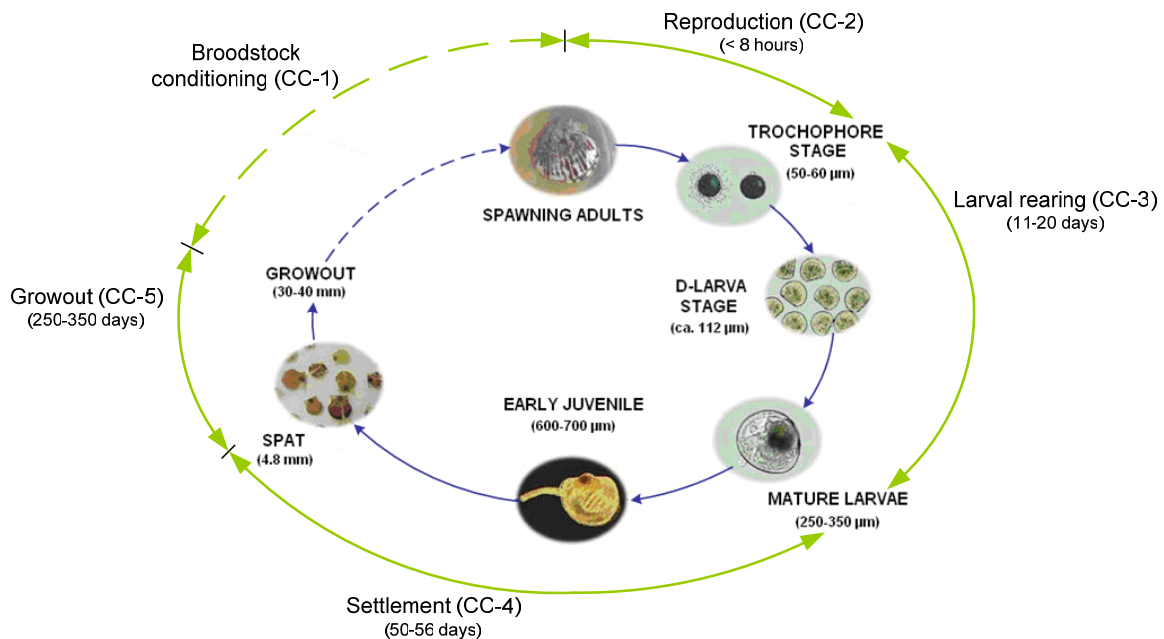 Reproduction (CC-2)
(< 8 hours)
Broodstock
conditioning (CC-1)
TROCHOPHORE
STAGE
(50-60 µm)
Larval rearing (CC-3)
(11-20 days)
SPAWNING ADULTS
GROWOUT
(30-40 mm)
D-LARVA
STAGE
(ca. 112 µm)
Growout (CC-5)
(250-350 days)
EARLY JUVENILE
(600-700 µm)
SPAT
(4.8 mm)
MATURE LARVAE
(250-350 µm)
Settlement (CC-4)
(50-56 days)